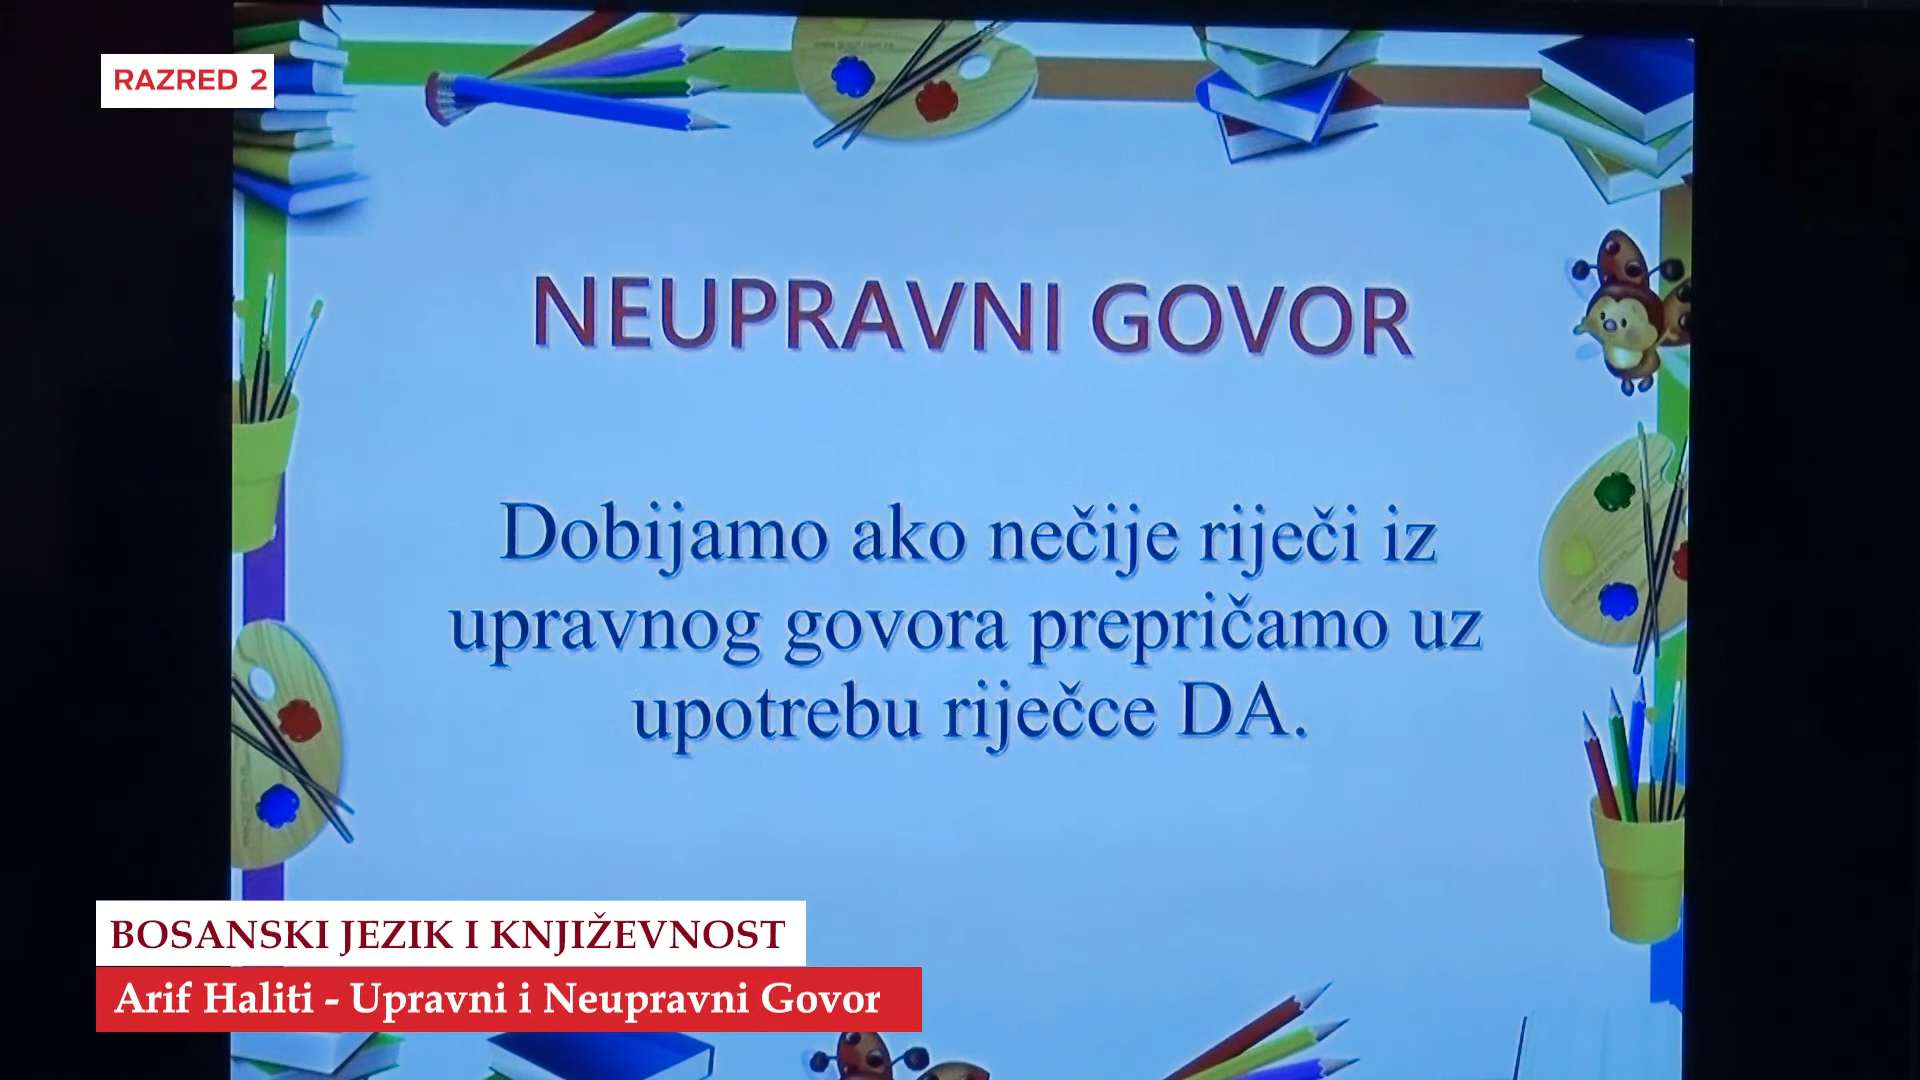 RAZRED 2
NEUPRAVNI GOVOR
Dobijamo ako nečije riječi iz
upravnog govora prepričamo uz
upotrebu riječce DA.
BOSANSKI JEZIK I KNJIŽEVNOST
Arif Haliti - Upravni i Neupravni Govor